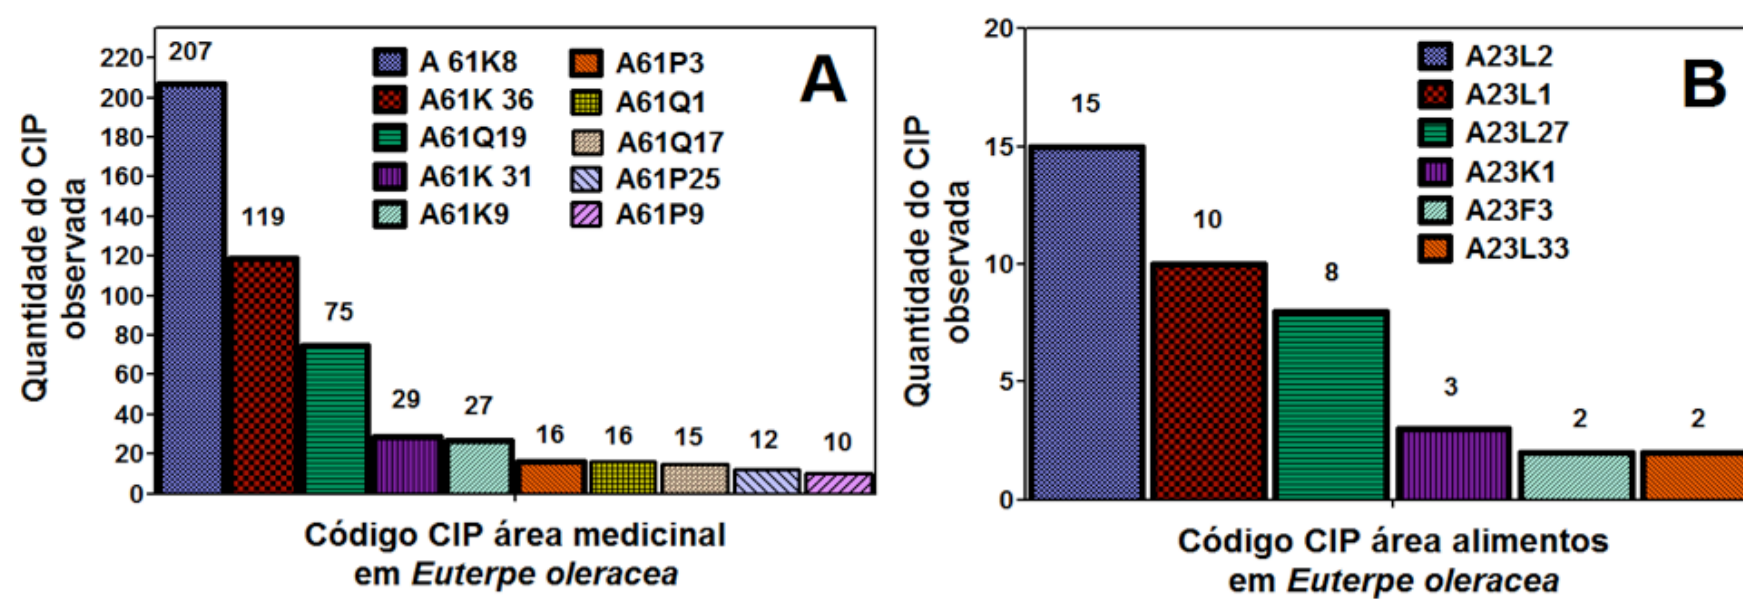 A
Quantidade do CIP
observada
220
200
180
160
140
120
100
80
60
40
20
0
207
119
75
29
27
16
16
15
12
10
A 61K8
A61K 36
A61Q19
A61K 31
A61K9
A61P3
A61Q1
A61Q17
A61P25
A61P9
Código CIP área medicinal
em Euterpe oleracea
B
Quantidade do CIP
observada
20
15
10
5
0
15
10
8
3
2
2
A23L2
A23L1
A23L27
A23K1
A23F3
A23L33
Código CIP área alimentos
em Euterpe oleracea